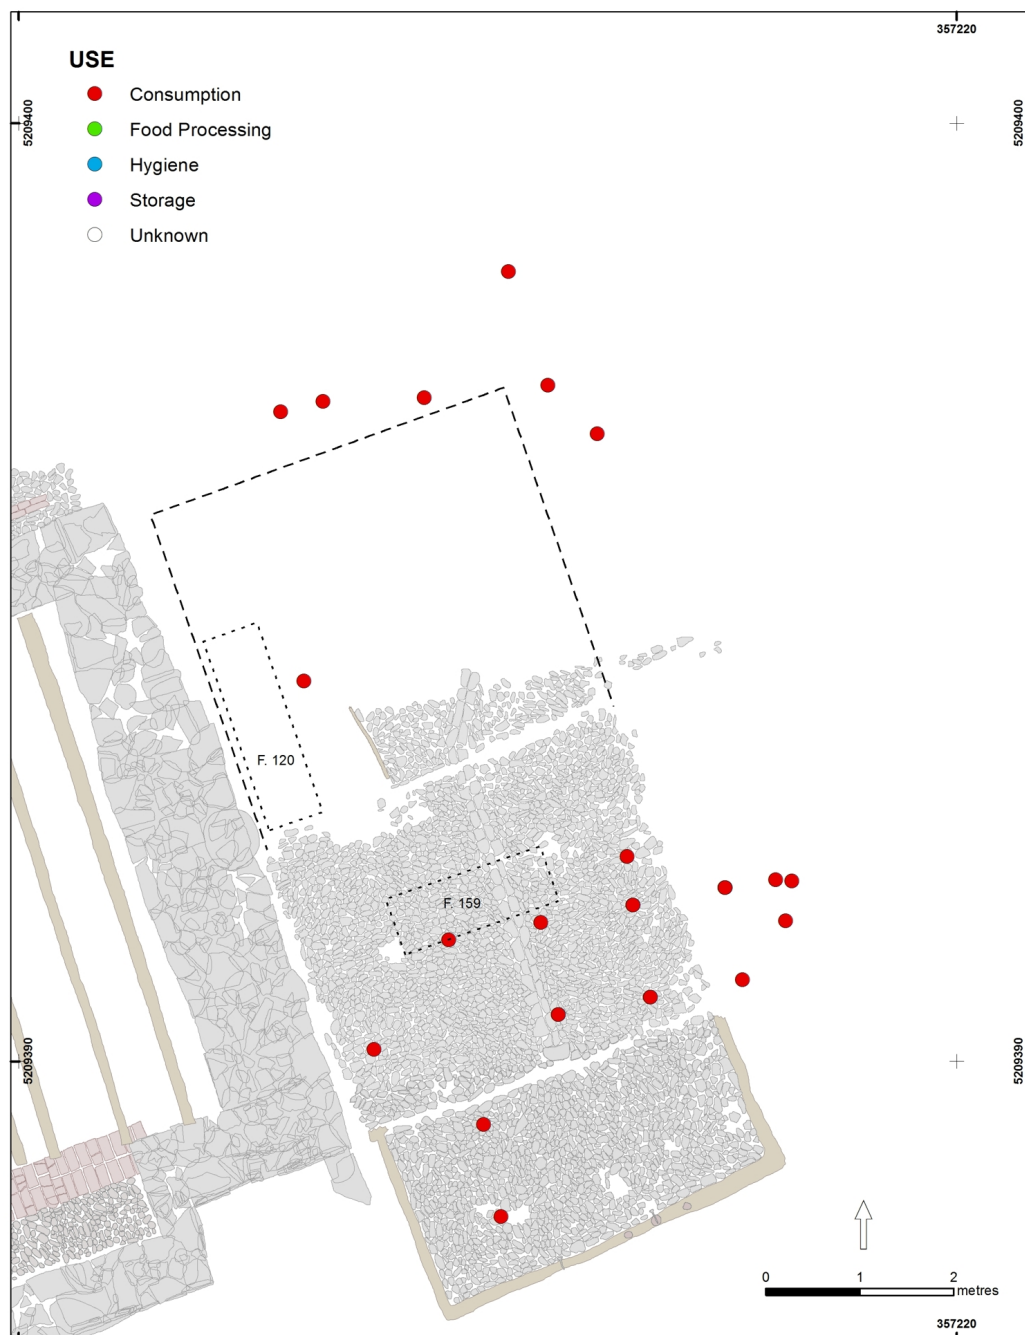 357220
5209400
5209400
USE
Consumption
Food Processing
Hygiene
Storage
Unknown
F. 120
F. 159
5209390
5209390
0 1 2
metres
357220